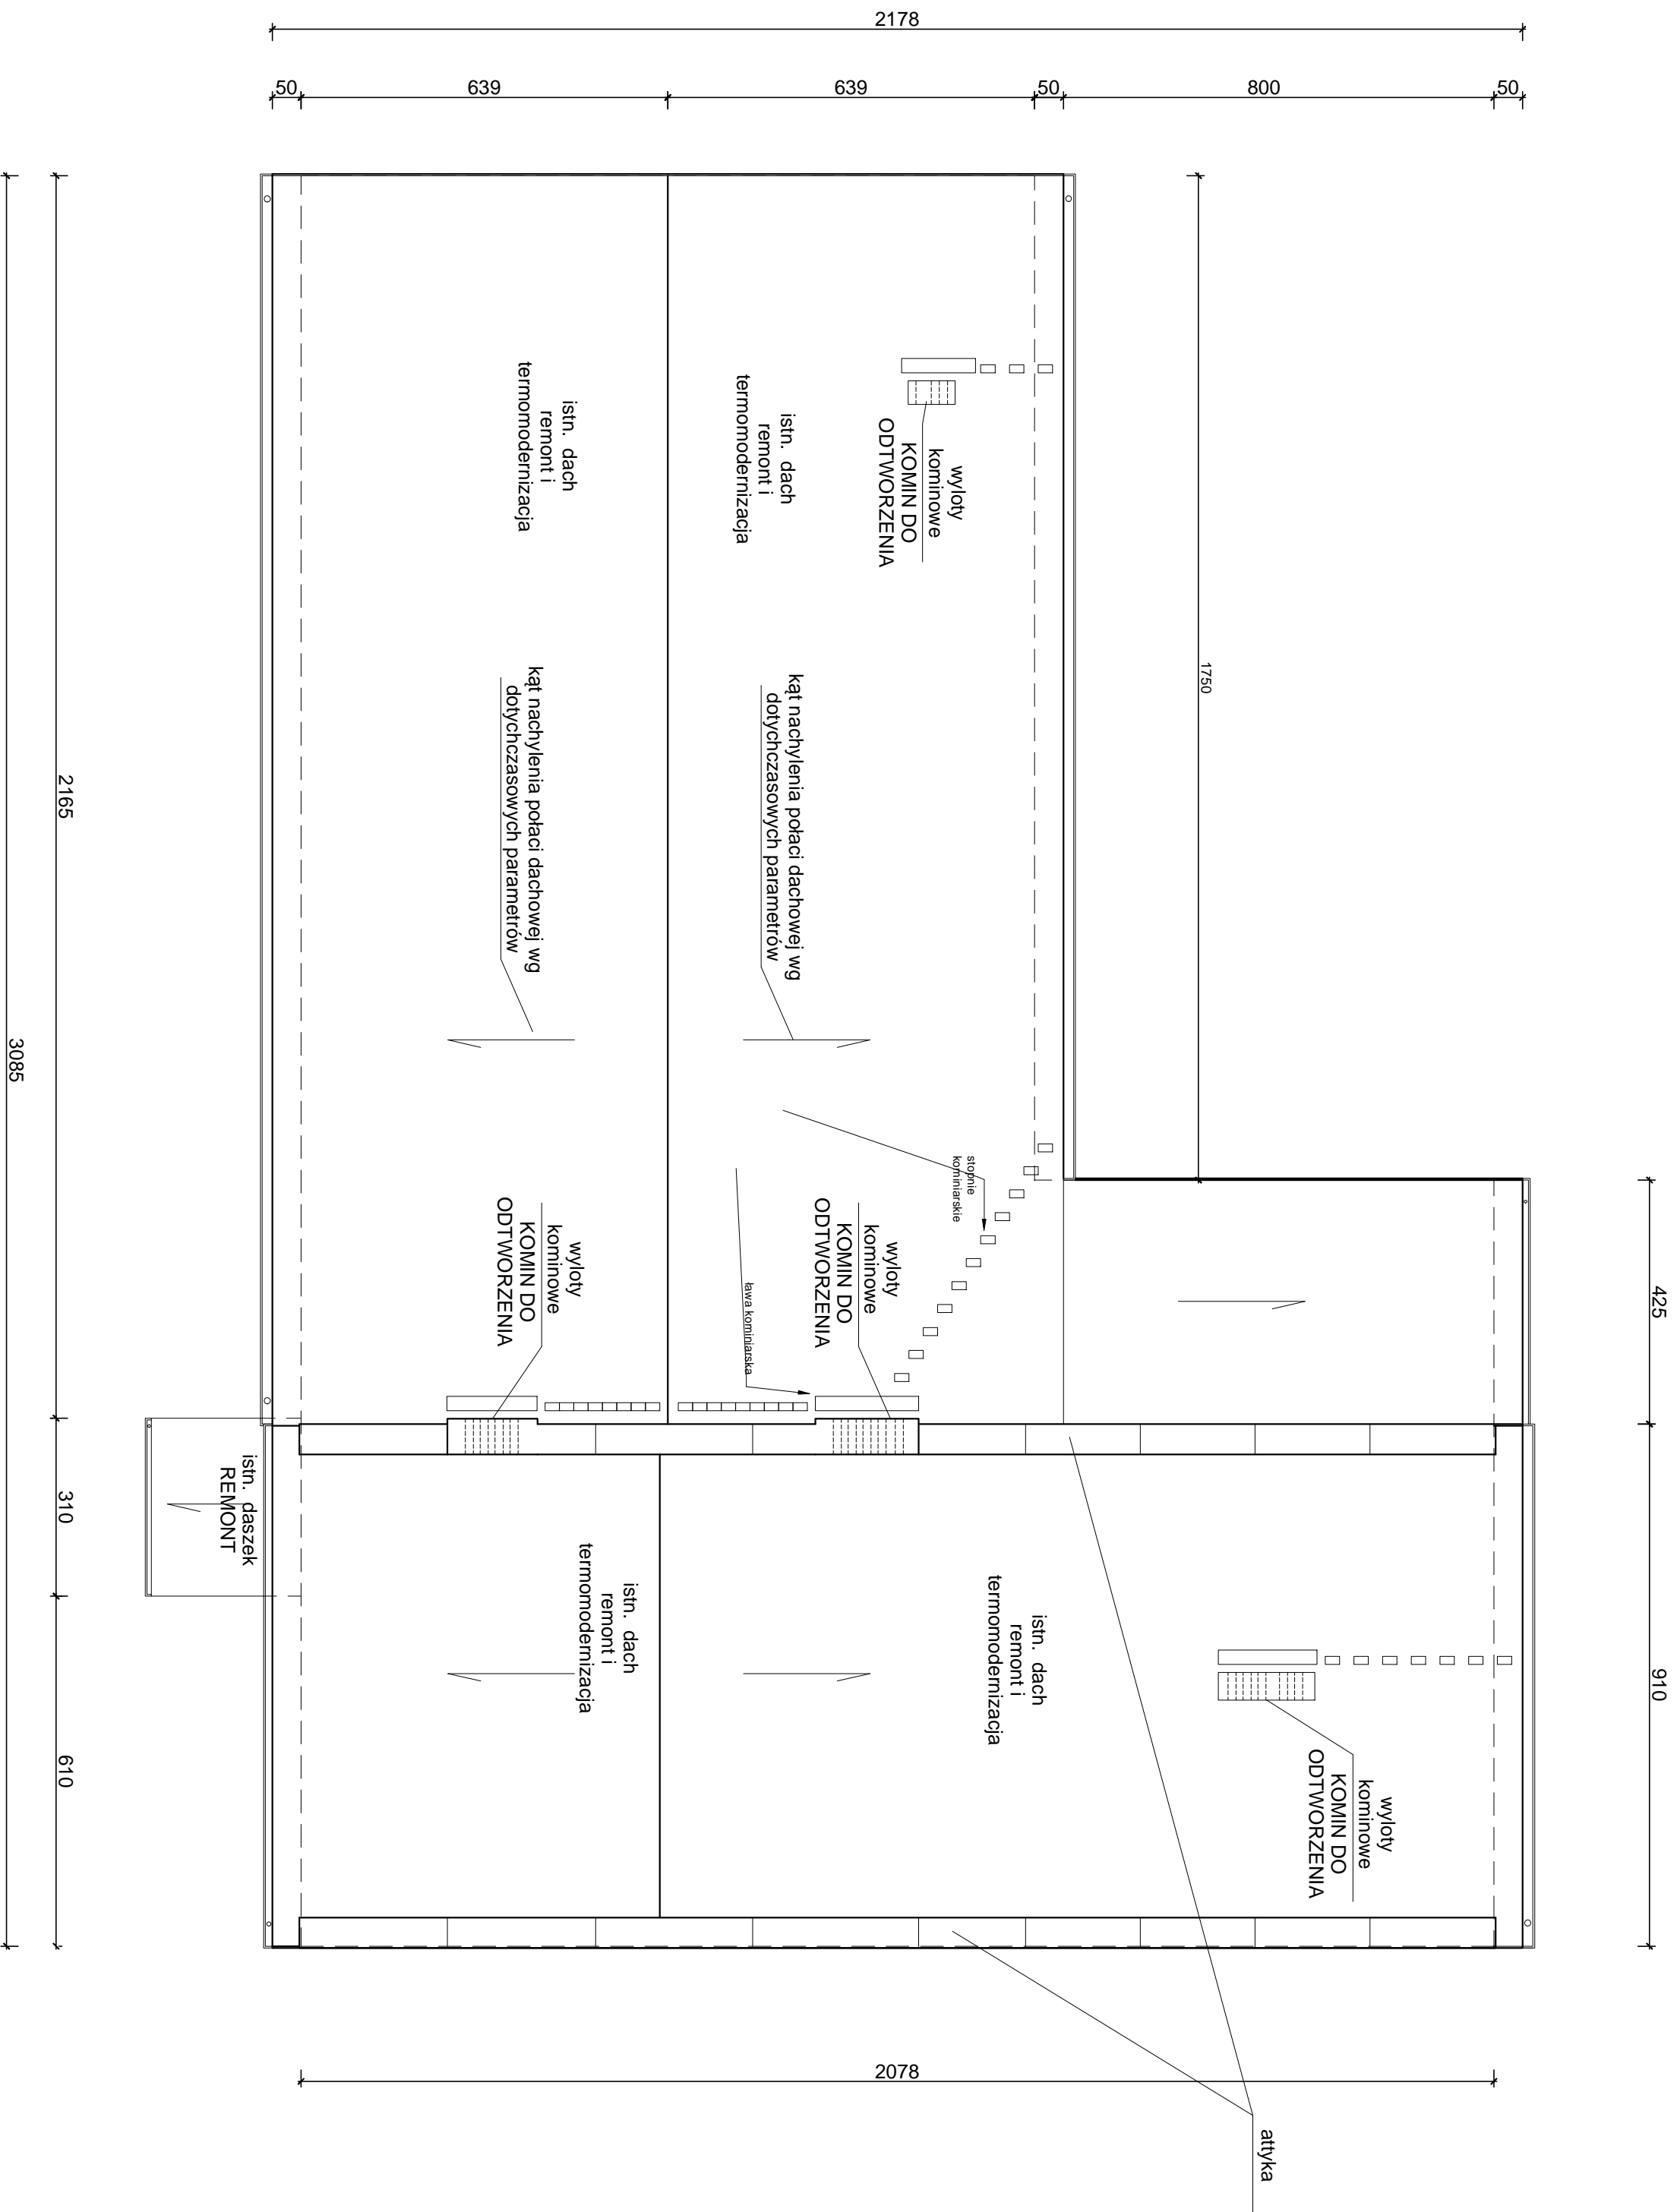 2178
50
639
639
50
800
50
1750
wyloty
kominowe
KOMIN DO
ODTWORZENIA
istn. dach
remont i
termomodernizacja
istn. dach
remont i
termomodernizacja
kąt nachylenia połaci dachowej wg
dotychczasowych parametrów
kąt nachylenia połaci dachowej wg
dotychczasowych parametrów
2165
3085
stopnie
kominiarskie
ława kominiarska
wyloty
kominowe
KOMIN DO
ODTWORZENIA
wyloty
kominowe
KOMIN DO
ODTWORZENIA
425
910
310
610
istn. daszek
REMONT
istn. dach
remont i
termomodernizacja
istn. dach
remont i
termomodernizacja
wyloty
kominowe
KOMIN DO
ODTWORZENIA
2078
attyka